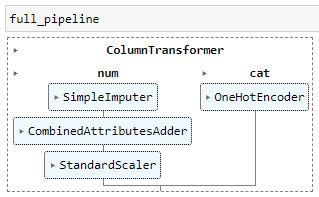 full_pipeline
ColumnTransformer
num
cat
SimpleImputer
OneHotEncoder
CombinedAttributesAdder
StandardScaler